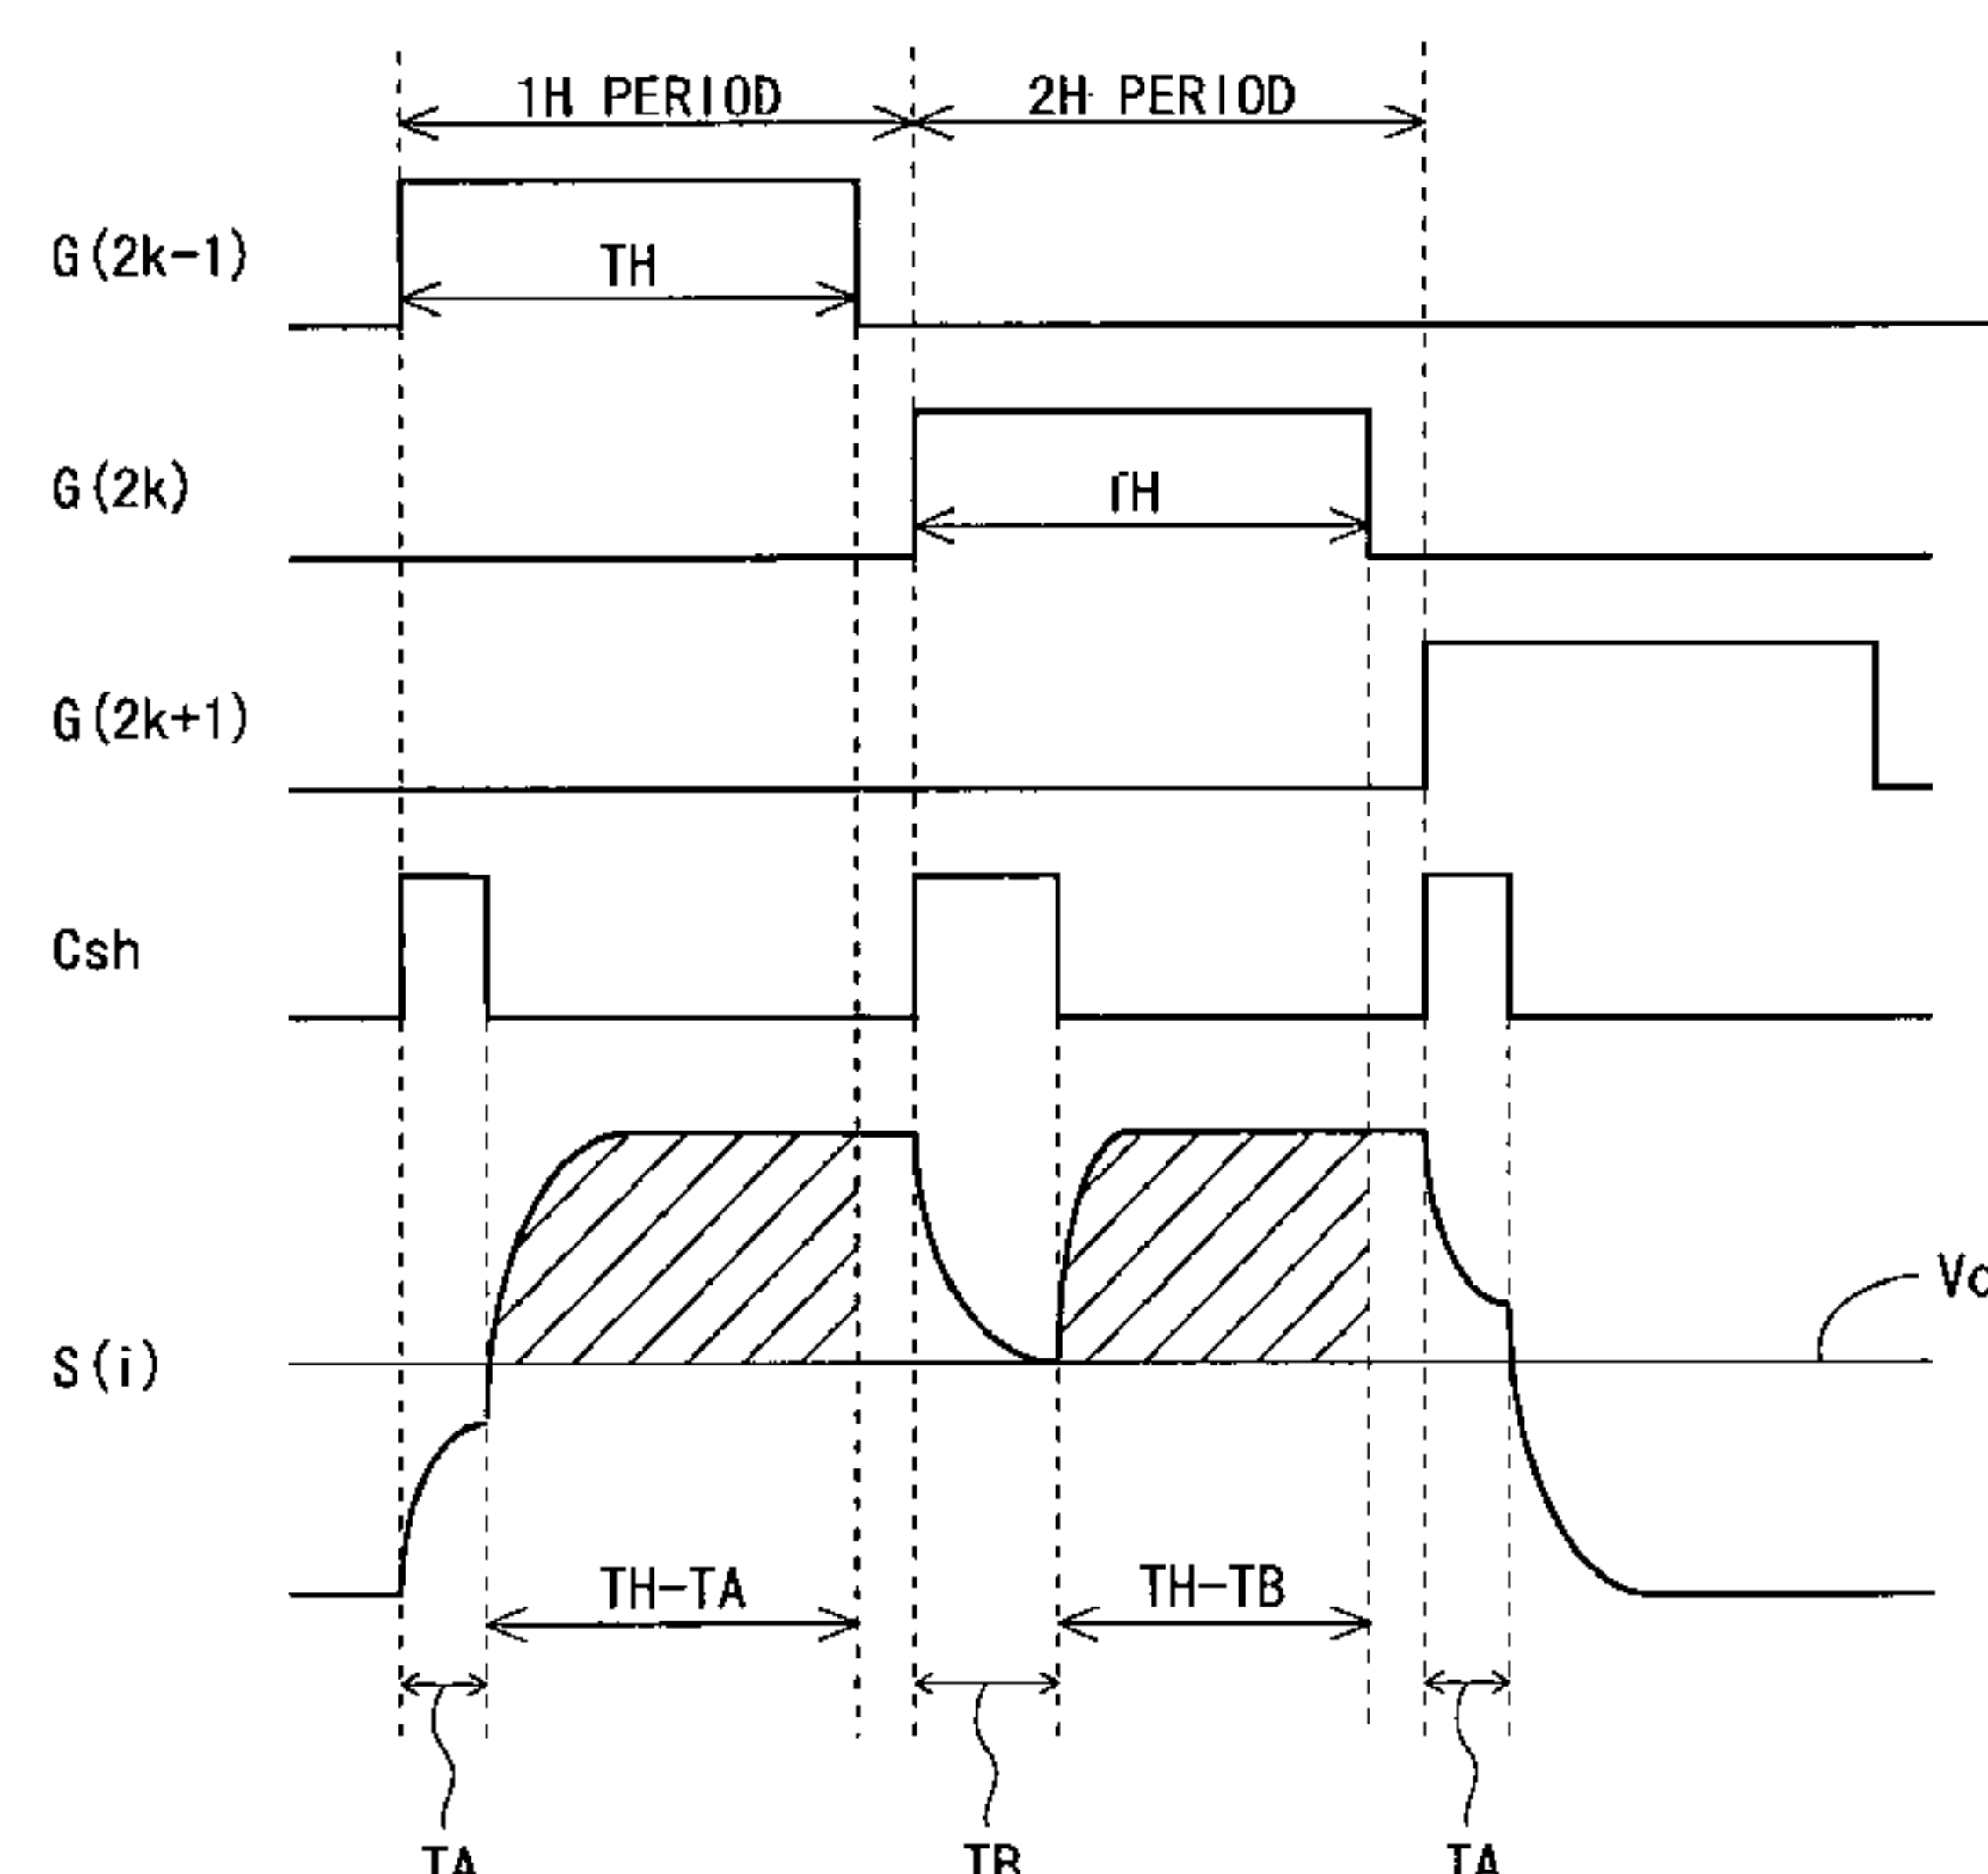 1H PERIOD 2H PERIOD
G(2k-1)
TH
G(2k)
TH
G(2k+1)
Csh
S(i)
TH-TA
TH-TB
TA
TB
TA